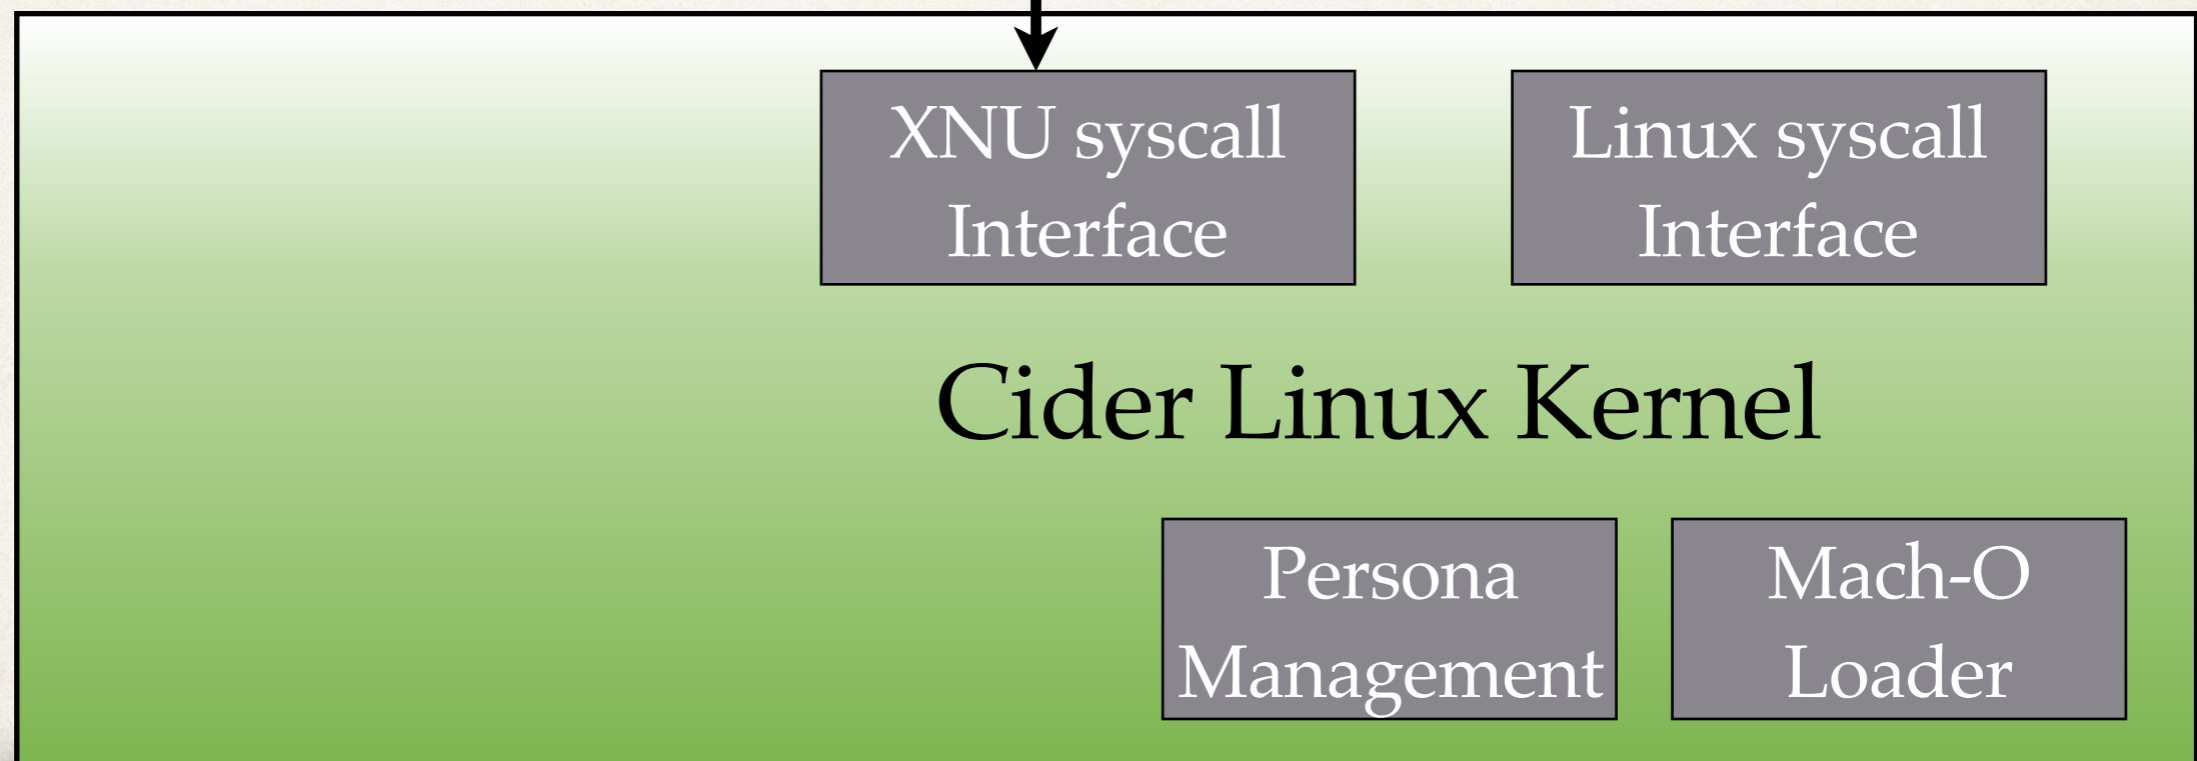 XNU syscall
Interface
Linux syscall
Interface
Cider Linux Kernel
Persona
Management
Mach-O
Loader